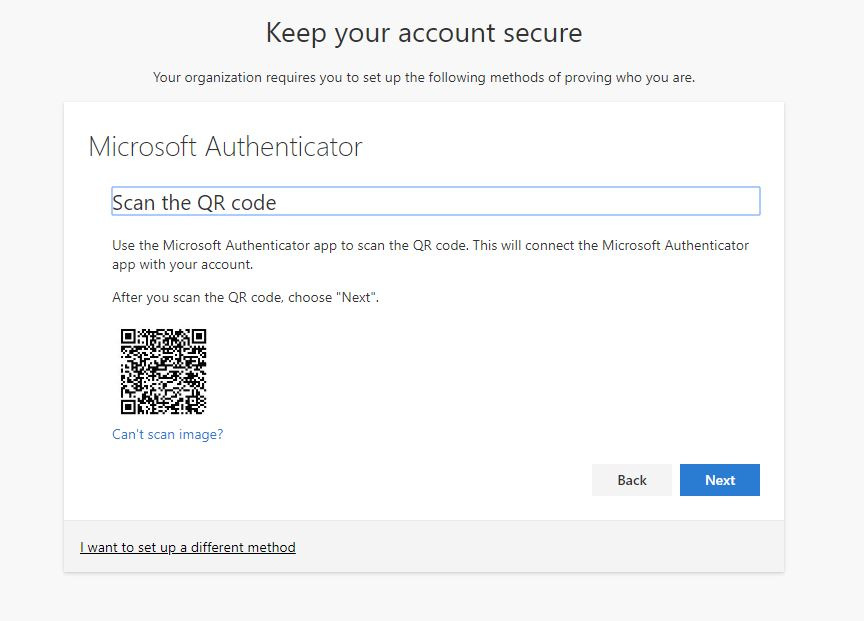 Keep your account secure
Your organization requires you to set up the following methods of proving who you are.
Microsoft Authenticator
Scan the QR code
Use the Microsoft Authenticator app to scan the QR code. This will connect the Microsoft Authenticator
app with your account.
After you scan the QR code, choose "Next".
Can't scan image?
Back Next
I want to set up a different method